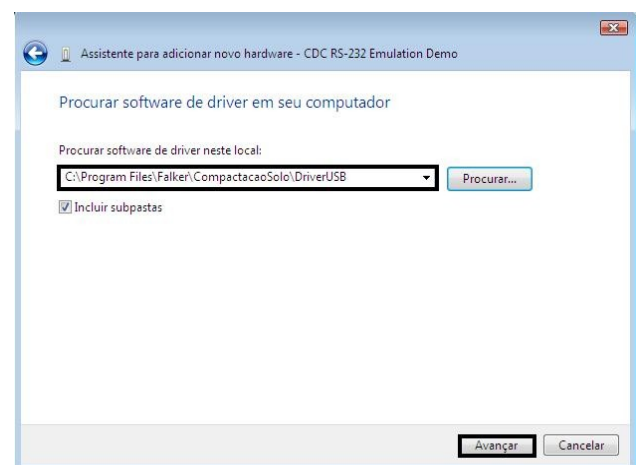 Assistente para adicionar novo hardware - CDC RS-232 Emulation Demo
Procurar software de driver em seu computador
Procurar software de driver neste local:
C:\Program Files\Falker\CompactacaoSolo\DriverUSB
Procurar...
Incluir subpastas
Avançar
Cancelar